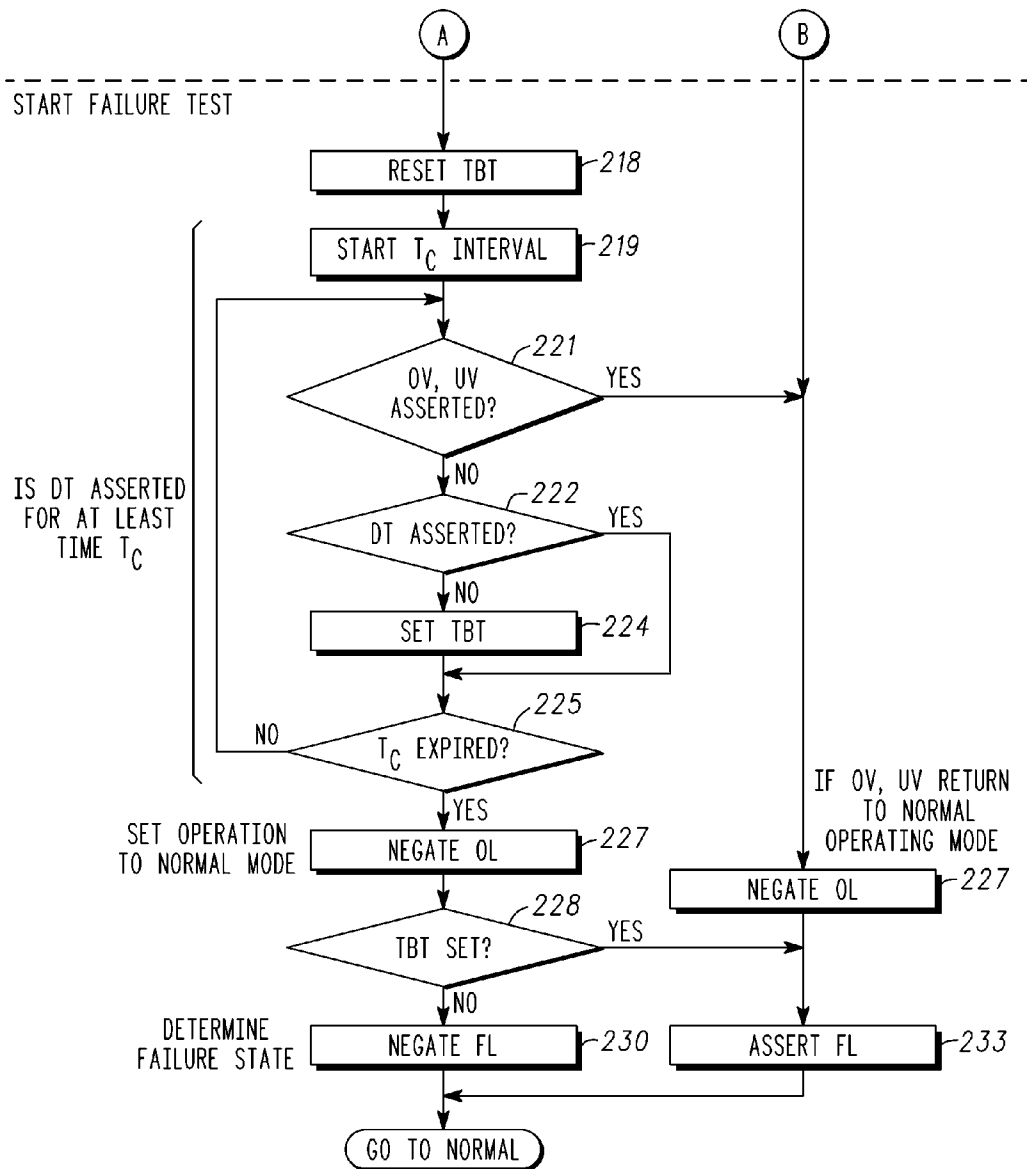 A
B
START FAILURE TEST
RESET TBT
218
START TC INTERVAL
219
221
OV, UV
ASSERTED?
YES
NO
IS DT ASSERTED
FOR AT LEAST
TIME TC
222
DT ASSERTED?
YES
NO
SET TBT
224
225
TC EXPIRED?
NO
YES
IF OV, UV RETURN
TO NORMAL
OPERATING MODE
SET OPERATION
TO NORMAL MODE
NEGATE OL
227
NEGATE OL
227
228
TBT SET?
YES
NO
DETERMINE
FAILURE STATE
NEGATE FL
230
ASSERT FL
233
GO TO NORMAL